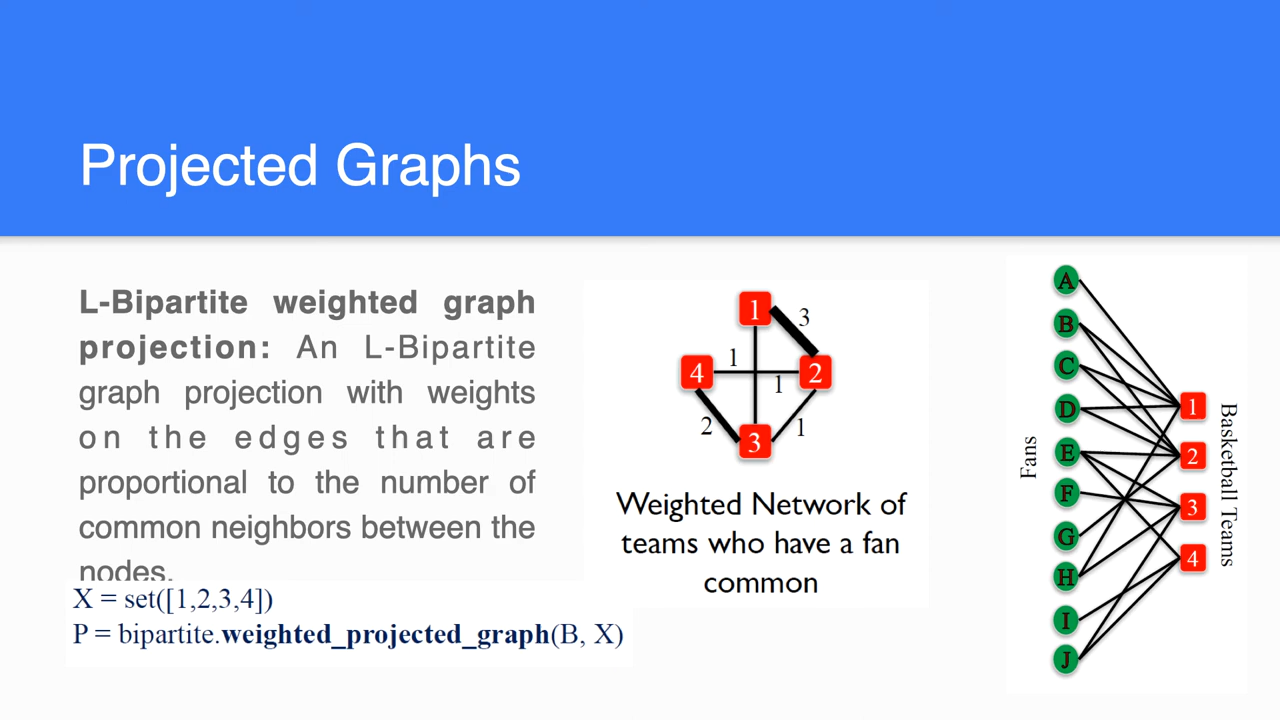 Projected Graphs
L-Bipartite weighted graph
projection: An L-Bipartite
graph projection with weights
on the edges that are
proportional to the number of
common neighbors between the
nodes.
X = set([1,2,3,4])
P = bipartite.weighted_projected_graph(B, X)
1
3
4
1
2
1
2
3
1
Weighted Network of
teams who have a fan
common
Fans
A
B
C
D
E
F
G
H
I
J
1
2
3
4
Basketball Teams